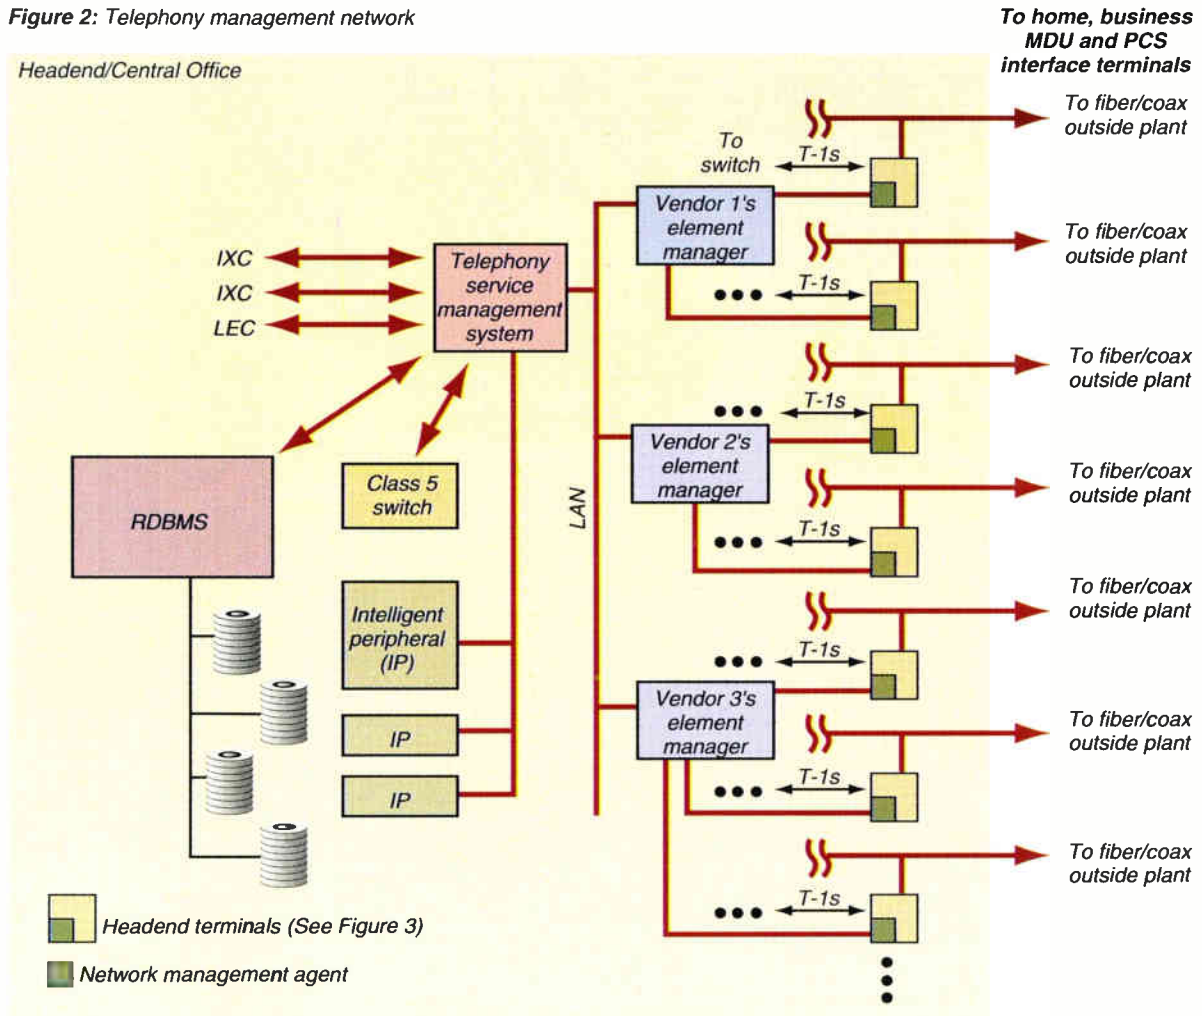 Figure 2: Telephony management network
To home, business
MDU and PCS
interface terminals
Headend/Central Office
To fiber/coax
outside plant
To
switch
T-1s
Vendor 1's
element
manager
To fiber/coax
outside plant
T-1s
IXC
IXC
LEC
Telephony
service
management
system
To fiber/coax
outside plant
T-1s
Vendor 2's
element
manager
To fiber/coax
outside plant
T-1s
LAN
RDBMS
Class 5
switch
Intelligent
peripheral
(IP)
IP
IP
To fiber/coax
outside plant
T-1s
Vendor 3's
element
manager
To fiber/coax
outside plant
T-1s
To fiber/coax
outside plant
T-1s
Headend terminals (See Figure 3)
Network management agent